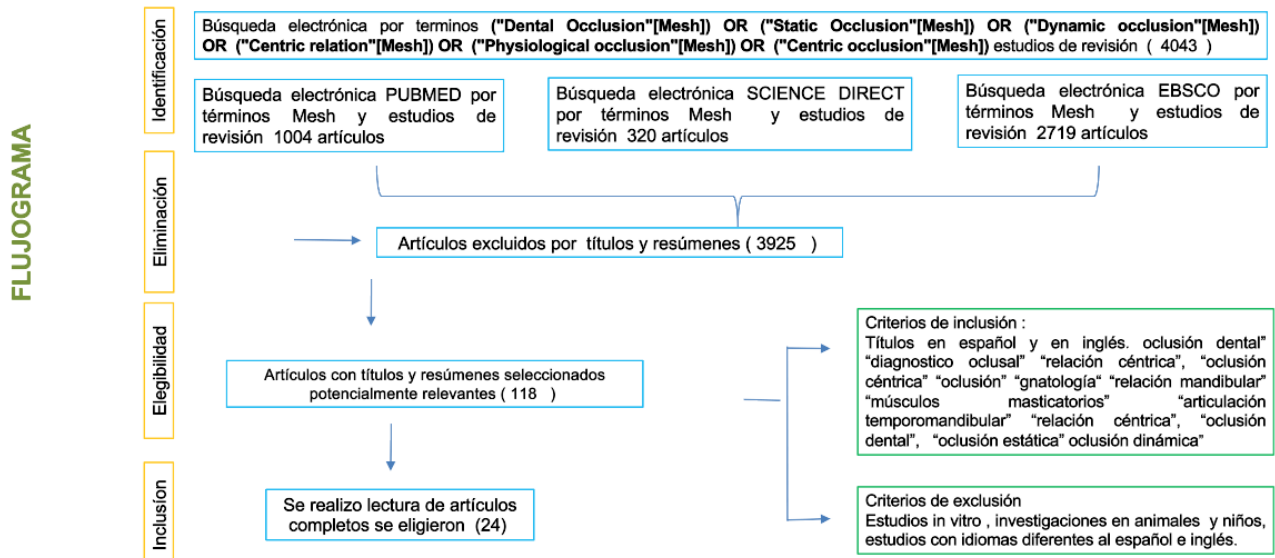 FLUJOGRAMA
Identificación
Búsqueda electrónica por terminos ("Dental Occlusion"[Mesh]) OR ("Static Occlusion"[Mesh]) OR ("Dynamic occlusion"[Mesh])
OR ("Centric relation"[Mesh]) OR ("Physiological occlusion"[Mesh]) OR ("Centric occlusion"[Mesh]) estudios de revisión ( 4043 )
Búsqueda electrónica PUBMED por
términos Mesh y estudios de
revisión 1004 artículos
Búsqueda electrónica SCIENCE DIRECT
por términos Mesh y estudios de
revisión 320 artículos
Búsqueda electrónica EBSCO por
términos Mesh y estudios de
revisión 2719 artículos
Eliminación
Artículos excluidos por títulos y resúmenes ( 3925 )
Elegibilidad
Artículos con títulos y resúmenes seleccionados
potencialmente relevantes ( 118 )
Criterios de inclusión :
Títulos en español y en inglés. oclusión dental”
“diagnostico oclusal” “relación céntrica”, “oclusión
céntrica” “oclusión” “gnatología“ “relación mandibular”
“músculos masticatorios” “articulación
temporomandibular” “relación céntrica”, “oclusión
dental”, “oclusión estática” oclusión dinámica”
Inclusion
Se realizo lectura de artículos
completos se eligieron (24)
Criterios de exclusión
Estudios in vitro , investigaciones en animales y niños,
estudios con idiomas diferentes al español e inglés.